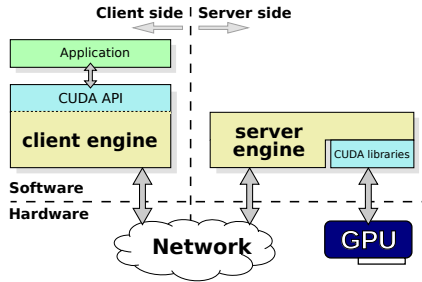 Client side
Server side
Application
CUDA API
client engine
server
engine
CUDA libraries
Software
Hardware
Network
GPU